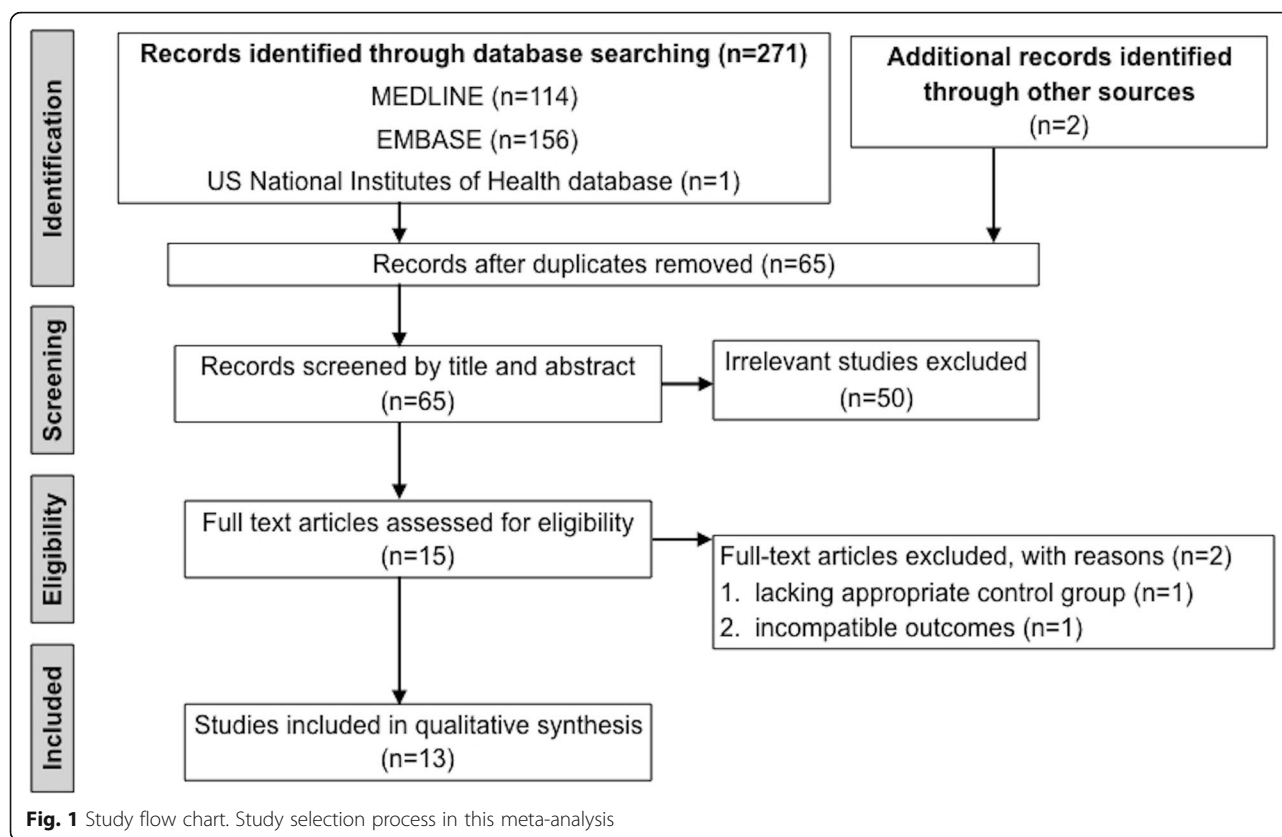 Identification
Records identified through database searching (n=271)
MEDLINE (n=114)
EMBASE (n=156)
US National Institutes of Health database (n=1)
Additional records identified
through other sources
(n=2)
Records after duplicates removed (n=65)
Screening
Records screened by title and abstract
(n=65)
Irrelevant studies excluded
(n=50)
Eligibility
Full text articles assessed for eligibility
(n=15)
Full-text articles excluded, with reasons (n=2)
1. lacking appropriate control group (n=1)
2. incompatible outcomes (n=1)
Included
Studies included in qualitative synthesis
(n=13)
Fig. 1 Study flow chart. Study selection process in this meta-analysis